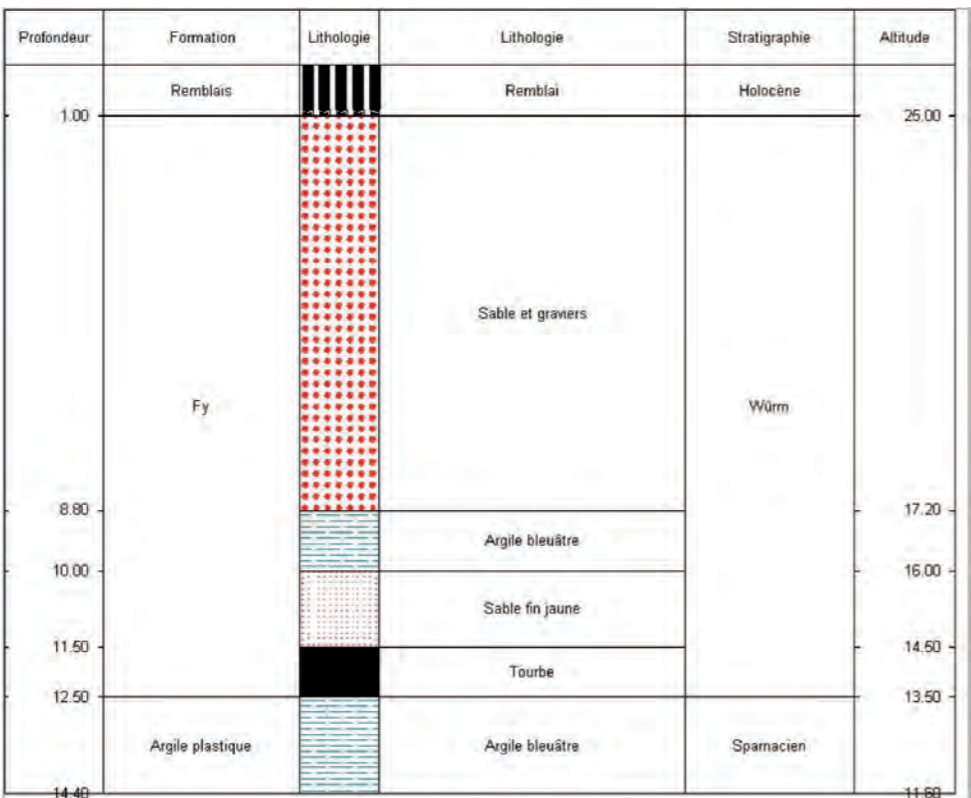 Profondeur Formation Lithologie Lithologie Stratigraphie Altitude
Remblais Remblai Holocène
1.00 25.00
Sable et graviers
Fy Würm
8.80 17.20
Argile bleuâtre
10.00 16.00
Sable fin jaune
11.50 14.50
Tourbe
12.50 13.50
Argile plastique Argile bleuâtre Sparnacien
14.40 11.60